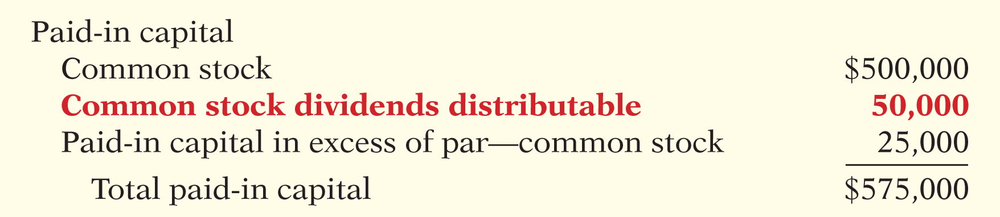 Paid-in capital
Common stock $500,000
Common stock dividends distributable 50,000
Paid-in capital in excess of par—common stock 25,000
Total paid-in capital $575,000